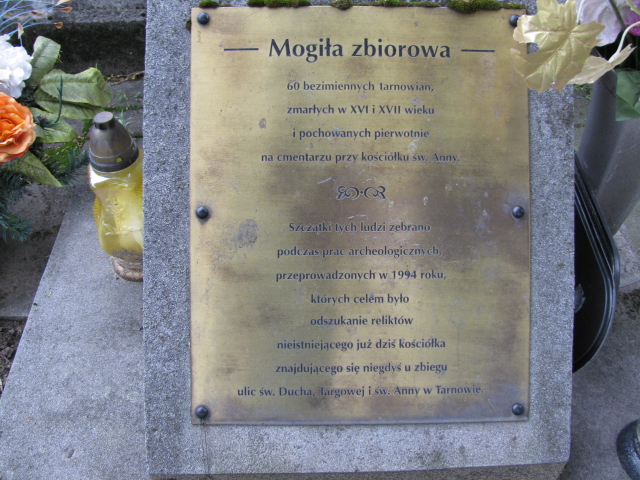 Mogiła zbiorowa
60 bezimiennych tarnowian,
zmarłych w XVI i XVII wieku
i pochowanych pierwotnie
na cmentarzu przy kościółku św. Anny.
Szczątki tych ludzi zebrano
podczas prac archeologicznych,
przeprowadzonych w 1994 roku,
których celem było
odszukanie reliktów
nieistniejącego już dziś kościółka
znajdującego się niegdyś u zbiegu
ulic św. Ducha, Targowej i św. Anny w Tarnowie.